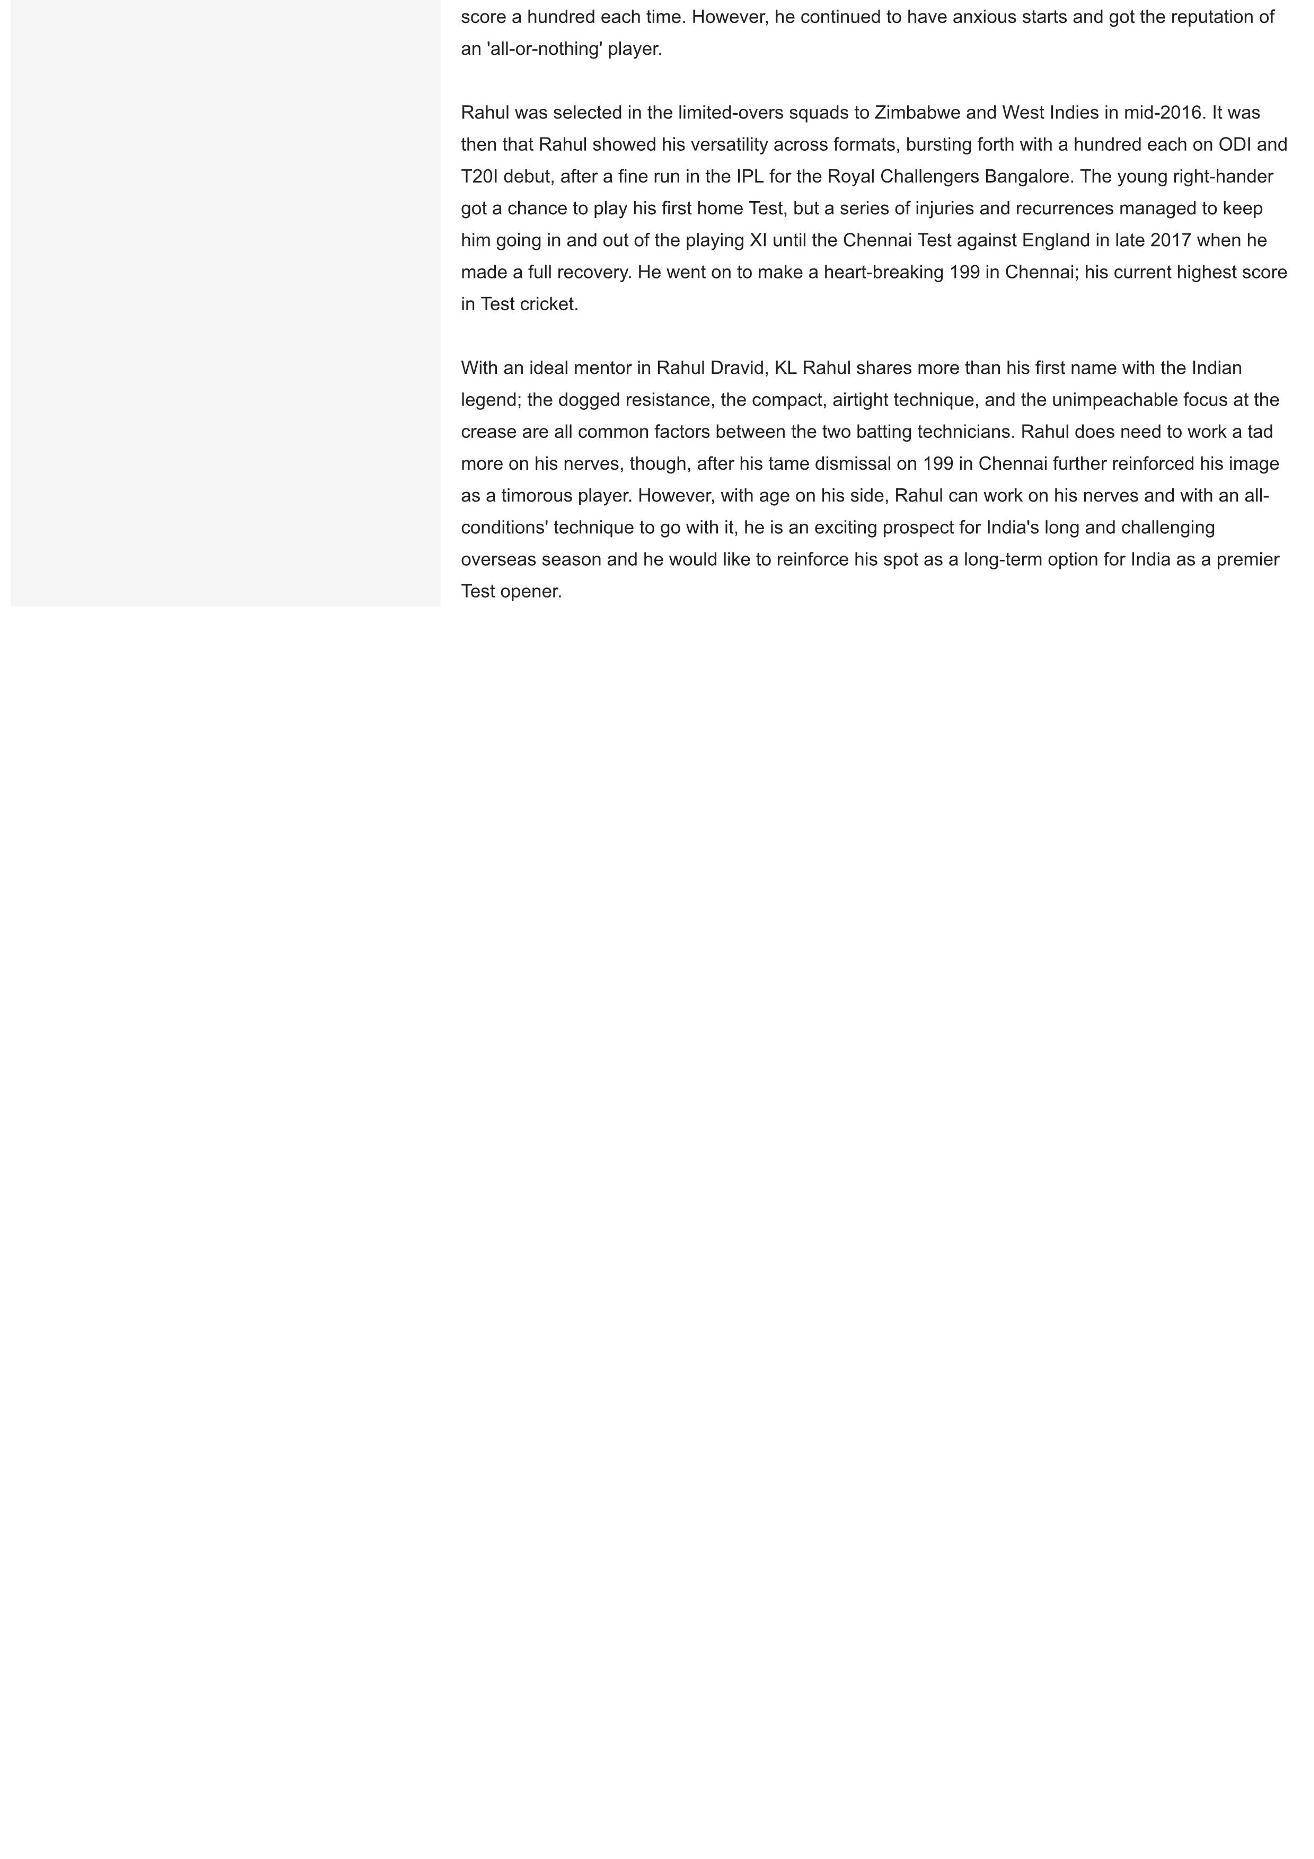 score a hundred each time. However, he continued to have anxious starts and got the reputation of
an 'all-or-nothing' player.
Rahul was selected in the limited-overs squads to Zimbabwe and West Indies in mid-2016. It was
then that Rahul showed his versatility across formats, bursting forth with a hundred each on ODI and
T20I debut, after a fine run in the IPL for the Royal Challengers Bangalore. The young right-hander
got a chance to play his first home Test, but a series of injuries and recurrences managed to keep
him going in and out of the playing XI until the Chennai Test against England in late 2017 when he
made a full recovery. He went on to make a heart-breaking 199 in Chennai; his current highest score
in Test cricket.
With an ideal mentor in Rahul Dravid, KL Rahul shares more than his first name with the Indian
legend; the dogged resistance, the compact, airtight technique, and the unimpeachable focus at the
crease are all common factors between the two batting technicians. Rahul does need to work a tad
more on his nerves, though, after his tame dismissal on 199 in Chennai further reinforced his image
as a timorous player. However, with age on his side, Rahul can work on his nerves and with an all-
conditions' technique to go with it, he is an exciting prospect for India's long and challenging
overseas season and he would like to reinforce his spot as a long-term option for India as a premier
Test opener.